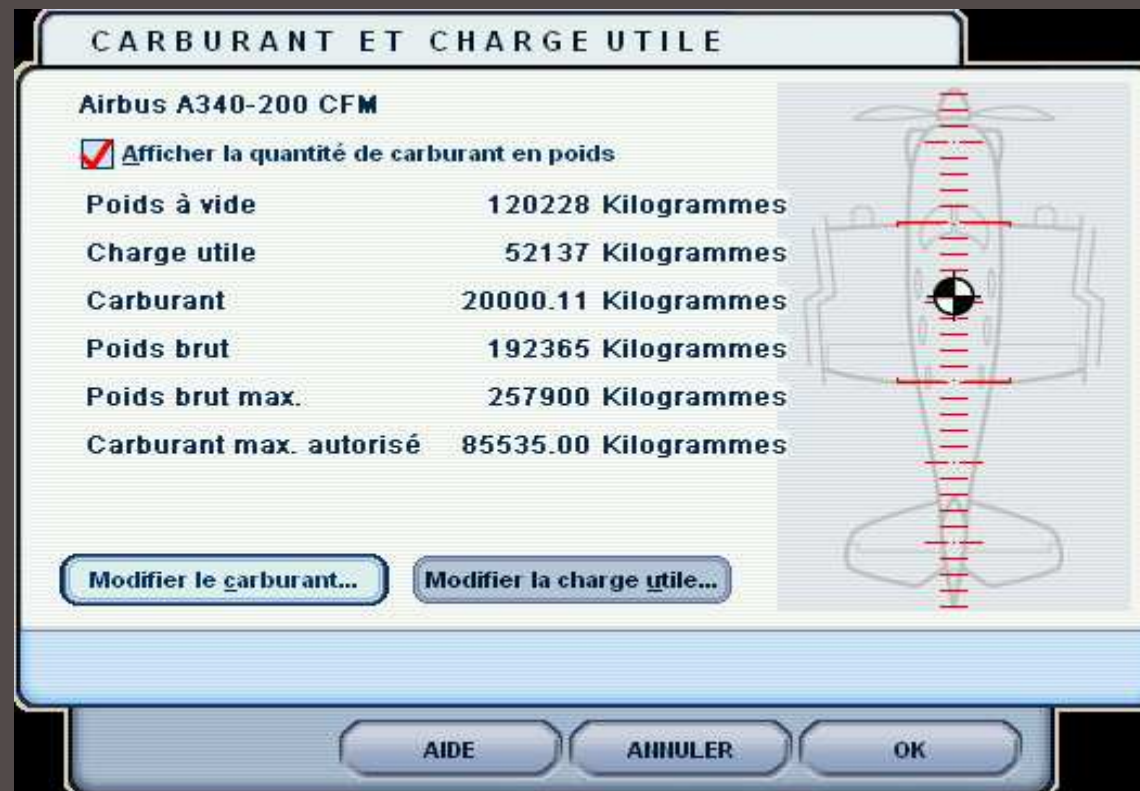 CARBURANT ET CHARGE UTILE
Airbus A340-200 CFM
Afficher la quantité de carburant en poids
Poids à vide 120228 Kilogrammes
Charge utile 52137 Kilogrammes
Carburant 20000.11 Kilogrammes
Poids brut 192365 Kilogrammes
Poids brut max. 257900 Kilogrammes
Carburant max. autorisé 85535.00 Kilogrammes
Modifier le carburant... Modifier la charge utile...
AIDE ANNULER OK